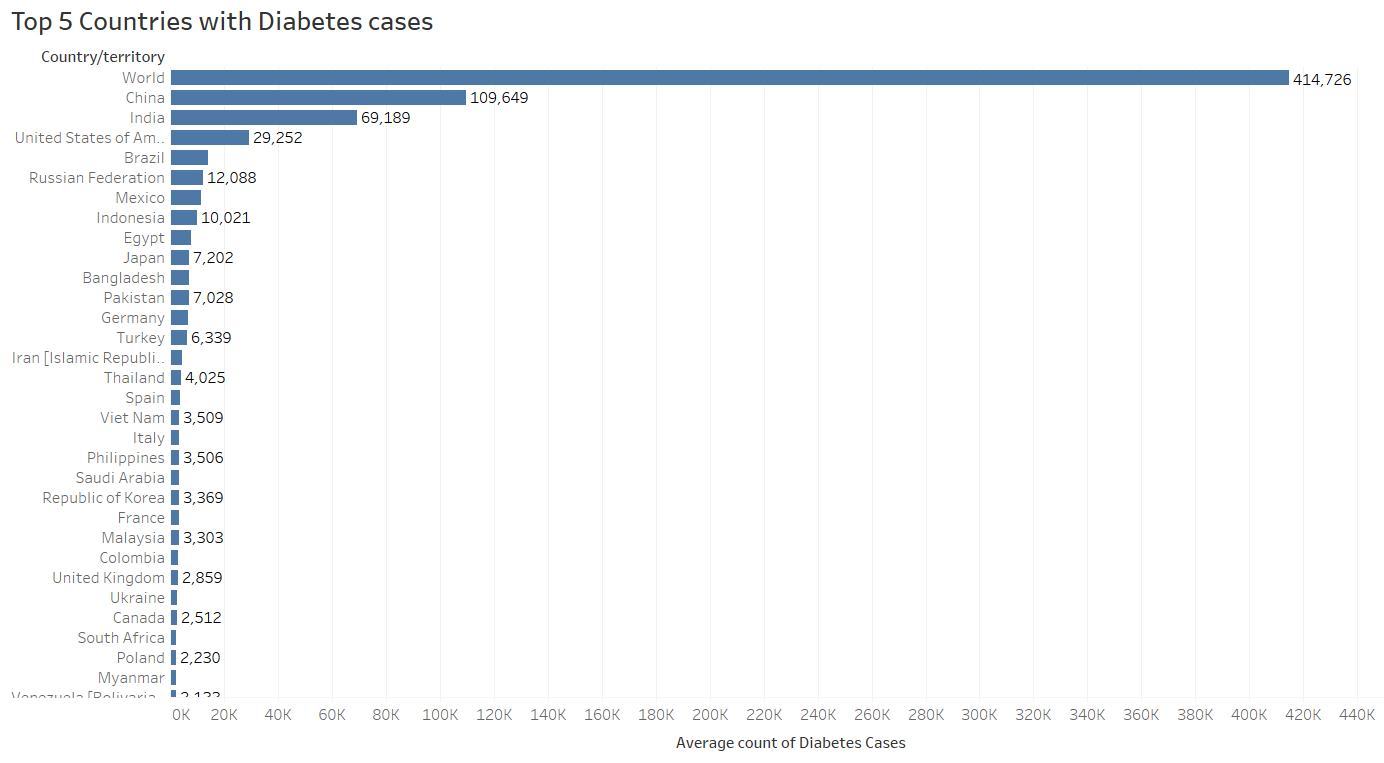 Top 5 Countries with Diabetes cases
Country/territory
World 414,726
China 109,649
India 69,189
United States of Am.. 29,252
Brazil
Russian Federation 12,088
Mexico
Indonesia 10,021
Egypt
Japan 7,202
Bangladesh
Pakistan 7,028
Germany
Turkey 6,339
Iran [Islamic Republi..
Thailand 4,025
Spain
Viet Nam 3,509
Italy
Philippines 3,506
Saudi Arabia
Republic of Korea 3,369
France
Malaysia 3,303
Colombia
United Kingdom 2,859
Ukraine
Canada 2,512
South Africa
Poland 2,230
Myanmar
Venezuela [Bolivaria..
0K 20K 40K 60K 80K 100K 120K 140K 160K 180K 200K 220K 240K 260K 280K 300K 320K 340K 360K 380K 400K 420K 440K
Average count of Diabetes Cases